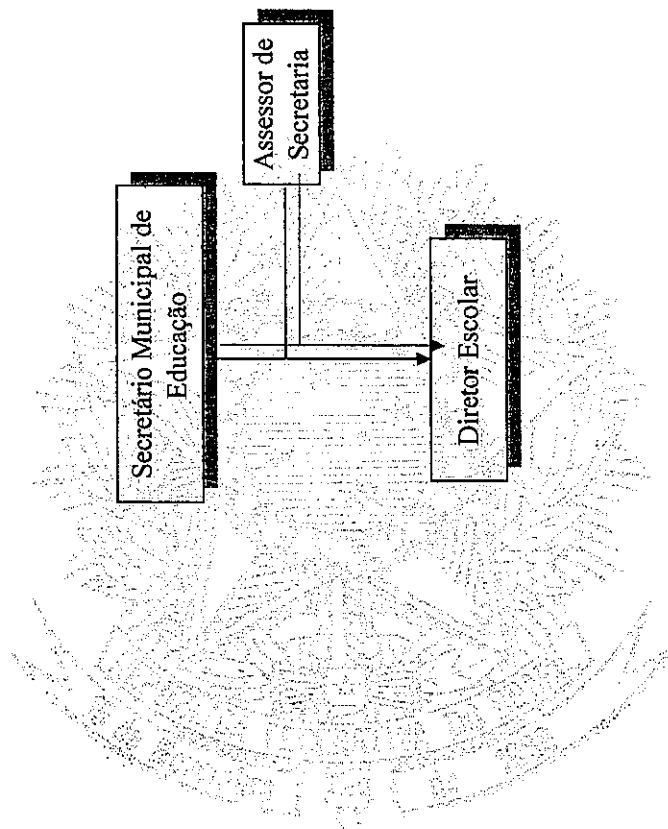 Secretário Municipal de
Educação
Assessor de
Secretaria
Diretor Escolar